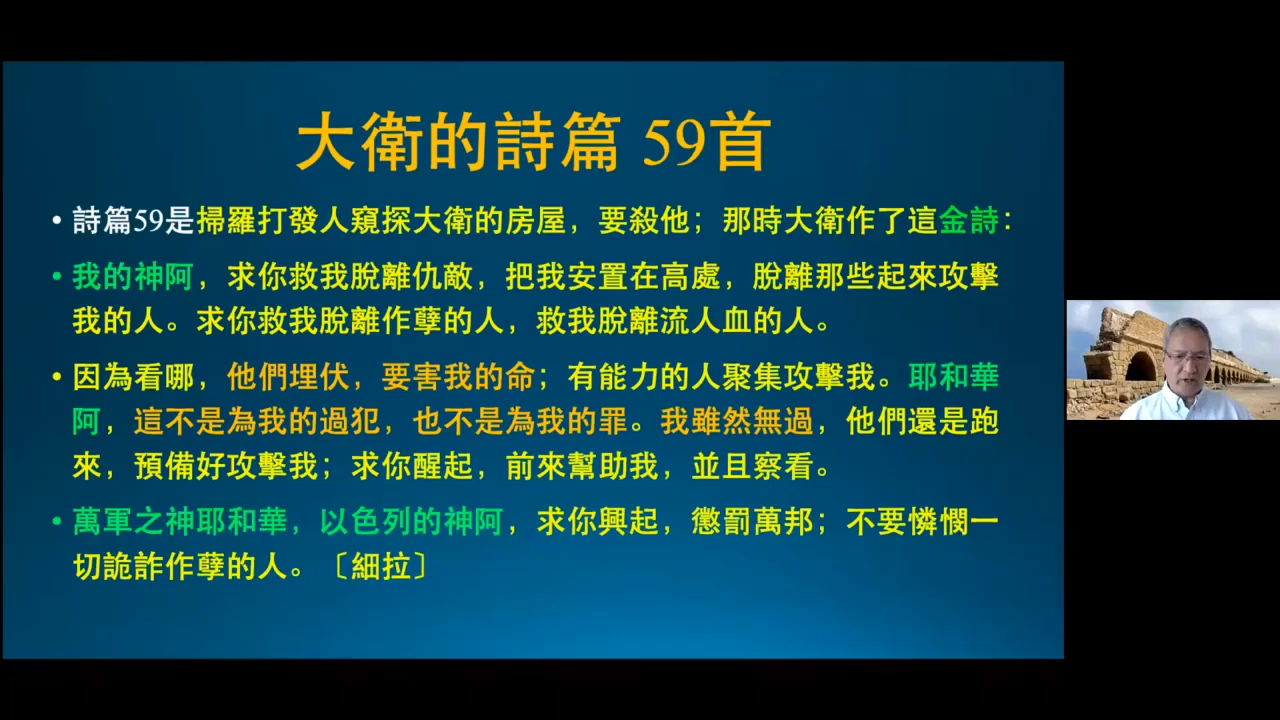 大衛的詩篇 59首
• 詩篇59是掃羅打發人窺探大衛的房屋，要殺他；那時大衛作了這金詩：
• 我的神阿，求你救我脫離仇敵，把我安置在高處，脫離那些起來攻擊
我的人。求你救我脫離作孽的人，救我脫離流人血的人。
• 因為看哪，他們埋伏，要害我的命；有能力的人聚集攻擊我。耶和華
阿，這不是為我的過犯，也不是為我的罪。我雖然無過，他們還是跑
來，預備好攻擊我；求你醒起，前來幫助我，並且察看。
• 萬軍之神耶和華，以色列的神阿，求你興起，懲罰萬邦；不要憐憫一
切詭詐作孽的人。〔細拉〕